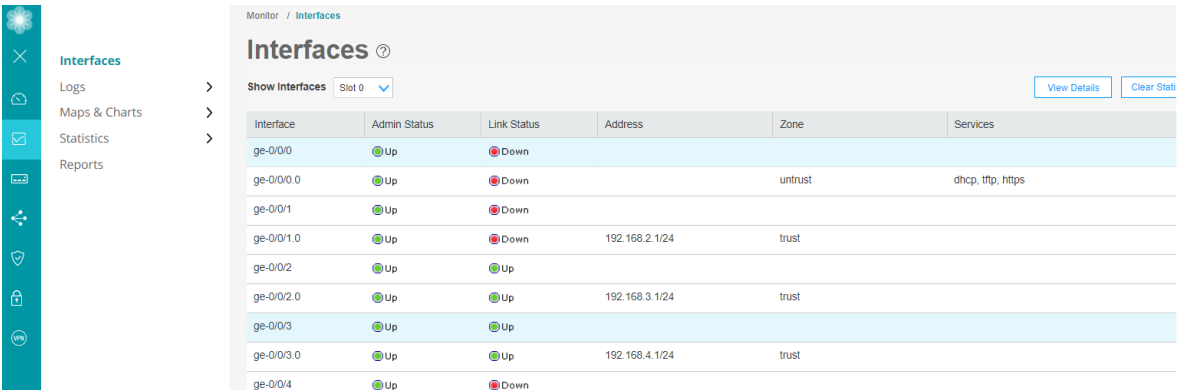 Monitor / Interfaces
Interfaces
Interfaces
Logs
Maps & Charts
Statistics
Reports
VPN
Show Interfaces Slot 0 View Details Clear Stati
Interface Admin Status Link Status Address Zone Services
ge-0/0/0 Up Down
ge-0/0/0.0 Up Down untrust dhcp, tftp, https
ge-0/0/1 Up Down
ge-0/0/1.0 Up Down 192.168.2.1/24 trust
ge-0/0/2 Up Up
ge-0/0/2.0 Up Up 192.168.3.1/24 trust
ge-0/0/3 Up Up
ge-0/0/3.0 Up Up 192.168.4.1/24 trust
ge-0/0/4 Up Down